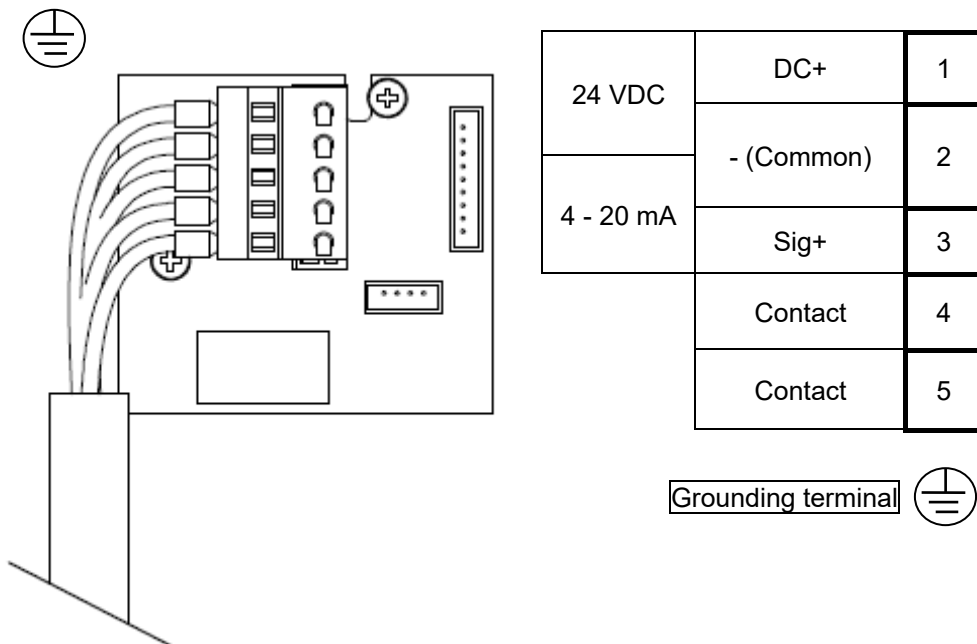 24 VDC
DC+
1
- (Common)
2
4 - 20 mA
Sig+
3
Contact
4
Contact
5
Grounding terminal